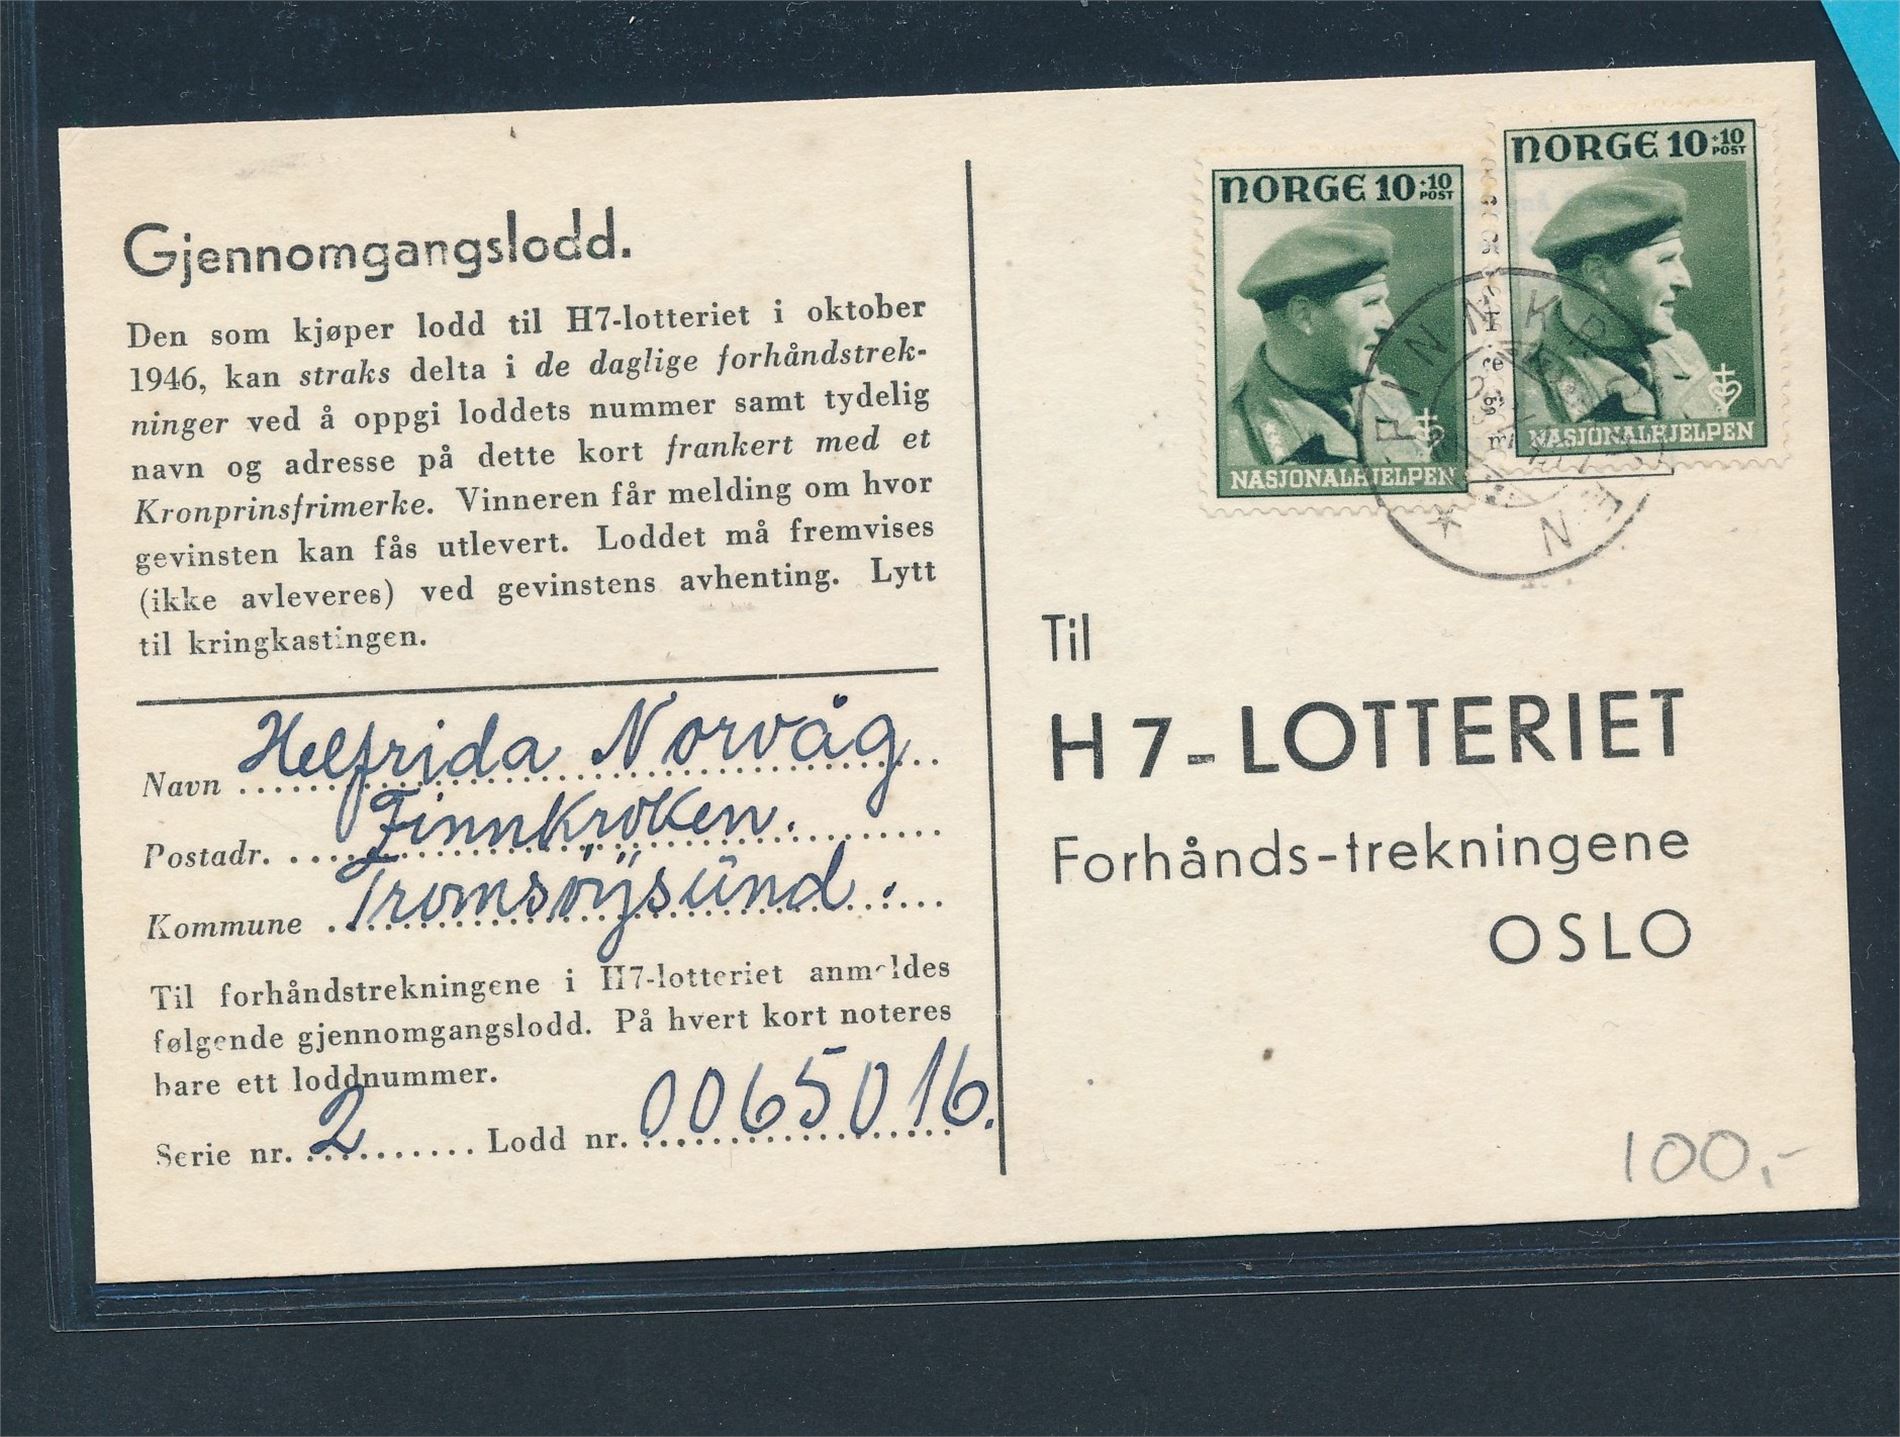 Gjennomgangslodd.
Den som kjøper lodd til H7-lotteriet i oktober
1946, kan straks delta i de daglige forhåndstrek-
ninger ved å oppgi loddets nummer samt tydelig
navn og adresse på dette kort frankert med et
Kronprinsfrimerke. Vinneren får melding om hvor
gevinsten kan fås utlevert. Loddet må fremvises
(ikke avleveres) ved gevinstens avhenting. Lytt
til kringkastingen.
Navn Helfrida Norvåg
Postadr. Finnkroken.
Kommune Tromsöysund.
Til forhåndstrekningene i H7-lotteriet anmeldes
følgende gjennomgangslodd. På hvert kort noteres
bare ett loddnummer.
Serie nr. 2 Lodd nr. 0065016.
NORGE 10+10
POST
NASJONALHJELPEN
NORGE 10+10
POST
NASJONALHJELPEN
FINNKROKEN
Til
H7-LOTTERIET
Forhånds-trekningene
OSLO
100,-